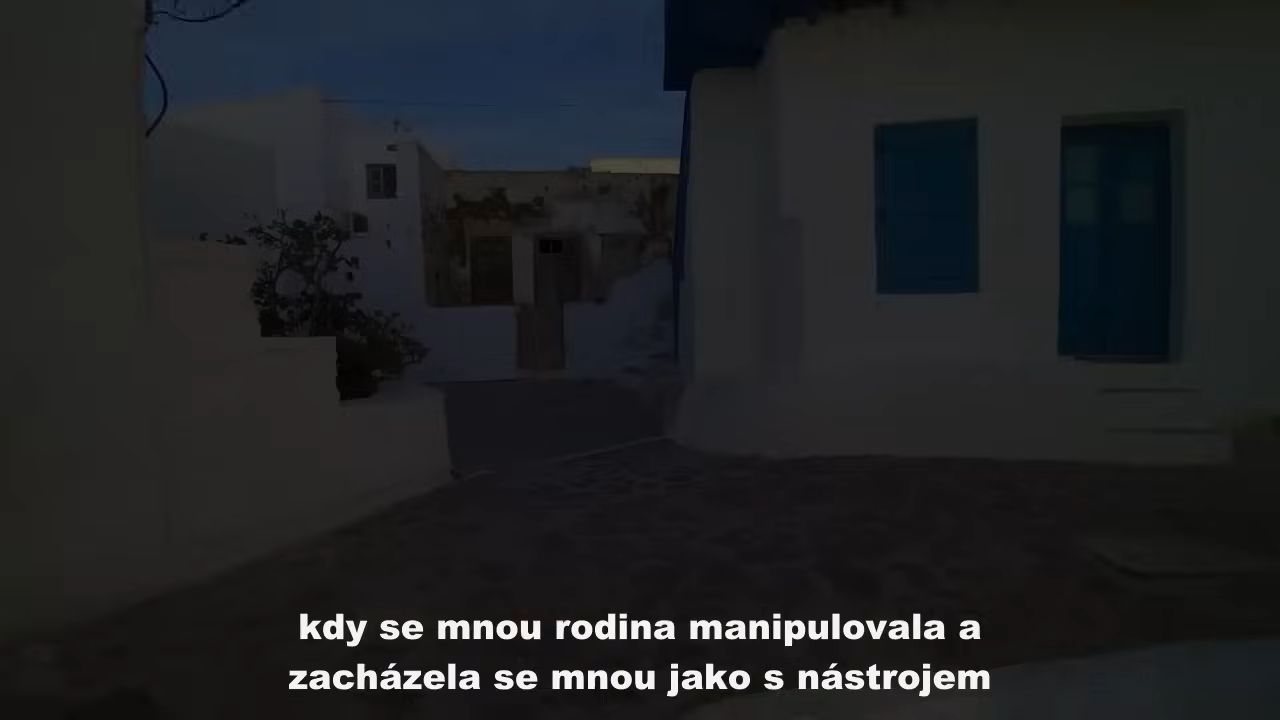 kdy se mnou rodina manipulovala a
zacházela se mnou jako s nástrojem